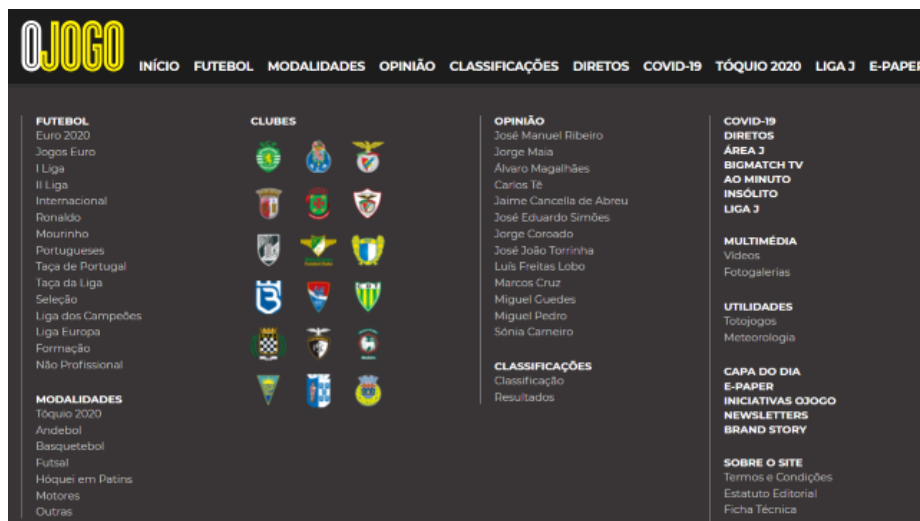 OJOGO
INÍCIO FUTEBOL MODALIDADES OPINIÃO CLASSIFICAÇÕES DIRETOS COVID-19 TÓQUIO 2020 LIGA J E-PAPER
FUTEBOL
Euro 2020
Jogos Euro
I Liga
II Liga
Internacional
Ronaldo
Mourinho
Portugueses
Taça de Portugal
Taça da Liga
Seleção
Liga dos Campeões
Liga Europa
Formação
Não Profissional
MODALIDADES
Tóquio 2020
Andebol
Basquetebol
Futsal
Hóquei em Patins
Motores
Outras
CLUBES
OPINIÃO
José Manuel Ribeiro
Jorge Maia
Álvaro Magalhães
Carlos Tê
Jaime Cancella de Abreu
José Eduardo Simões
Jorge Coroado
José João Torrinha
Luís Freitas Lobo
Marcos Cruz
Miguel Guedes
Miguel Pedro
Sónia Carneiro
CLASSIFICAÇÕES
Classificação
Resultados
COVID-19
DIRETOS
ÁREA J
BIGMATCH TV
AO MINUTO
INSÓLITO
LIGA J
MULTIMÉDIA
Vídeos
Fotogalerias
UTILIDADES
Totojogos
Meteorologia
CAPA DO DIA
E-PAPER
INICIATIVAS OJOGO
NEWSLETTERS
BRAND STORY
SOBRE O SITE
Termos e Condições
Estatuto Editorial
Ficha Técnica